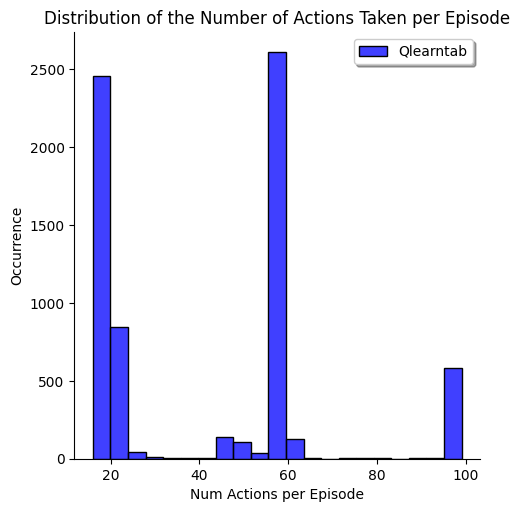 Distribution of the Number of Actions Taken per Episode
Qlearntab
2500
2000
1500
1000
500
0
Occurrence
20 40 60 80 100
Num Actions per Episode